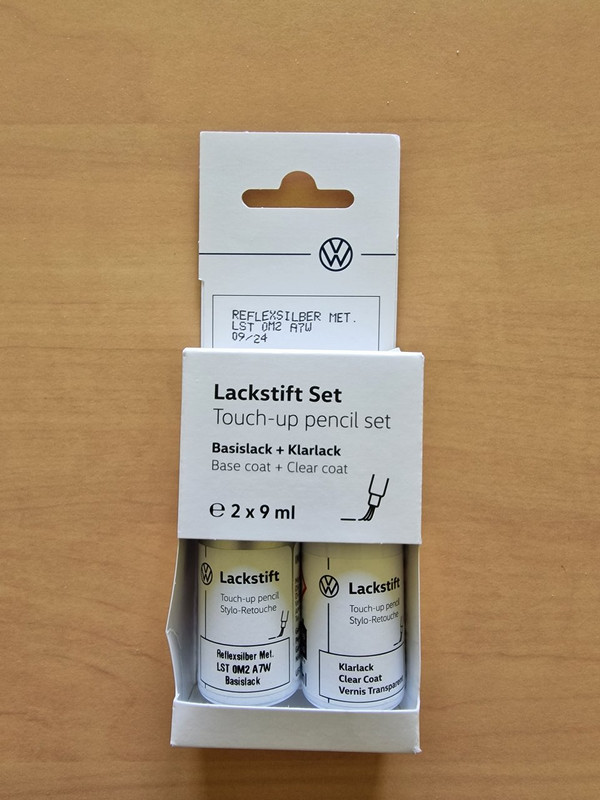 REFLEXSILBER MET.
LST 0M2 A7W
09/24
Lackstift Set
Touch-up pencil set
Basislack + Klarlack
Base coat + Clear coat
℮ 2 x 9 ml
Lackstift
Touch-up pencil
Stylo-Retouche
Reflexsilber Met.
LST 0M2 A7W
Basislack
Lackstift
Touch-up pencil
Stylo-Retouche
Klarlack
Clear Coat
Vernis Transparent